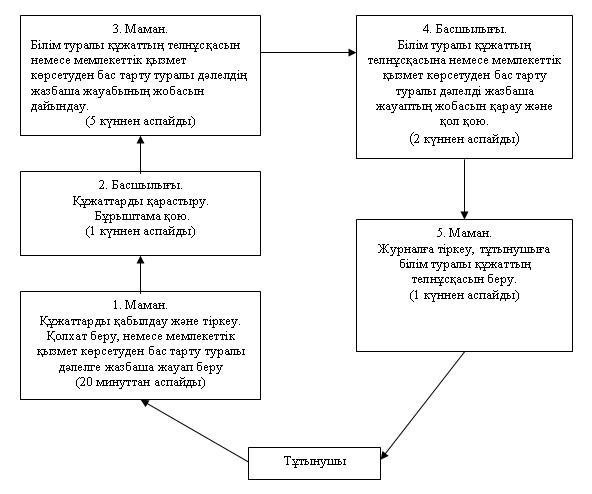 3. Маман.
Білім туралы құжаттың телнұсқасын
немесе мемлекеттік қызмет
көрсетуден бас тарту туралы дәлелдің
жазбаша жауабының жобасын
дайындау.
(5 күннен аспайды)
4. Басшылығы.
Білім туралы құжаттың
телнұсқасына немесе мемлекеттік
қызмет көрсетуден бас тарту
туралы дәлелді жазбаша
жауаптың жобасын қарау және
қол қою.
(2 күннен аспайды)
2. Басшылығы.
Құжаттарды қарастыру.
Бұрыштама қою.
(1 күннен аспайды)
5. Маман.
Журналға тіркеу, тұтынушыға
білім туралы құжаттың
телнұсқасын беру.
(1 күннен аспайды)
1. Маман.
Құжаттарды қабылдау және тіркеу.
Қолхат беру, немесе мемлекеттік
қызмет көрсетуден бас тарту туралы
дәлелге жазбаша жауап беру
(20 минуттан аспайды)
Тұтынушы